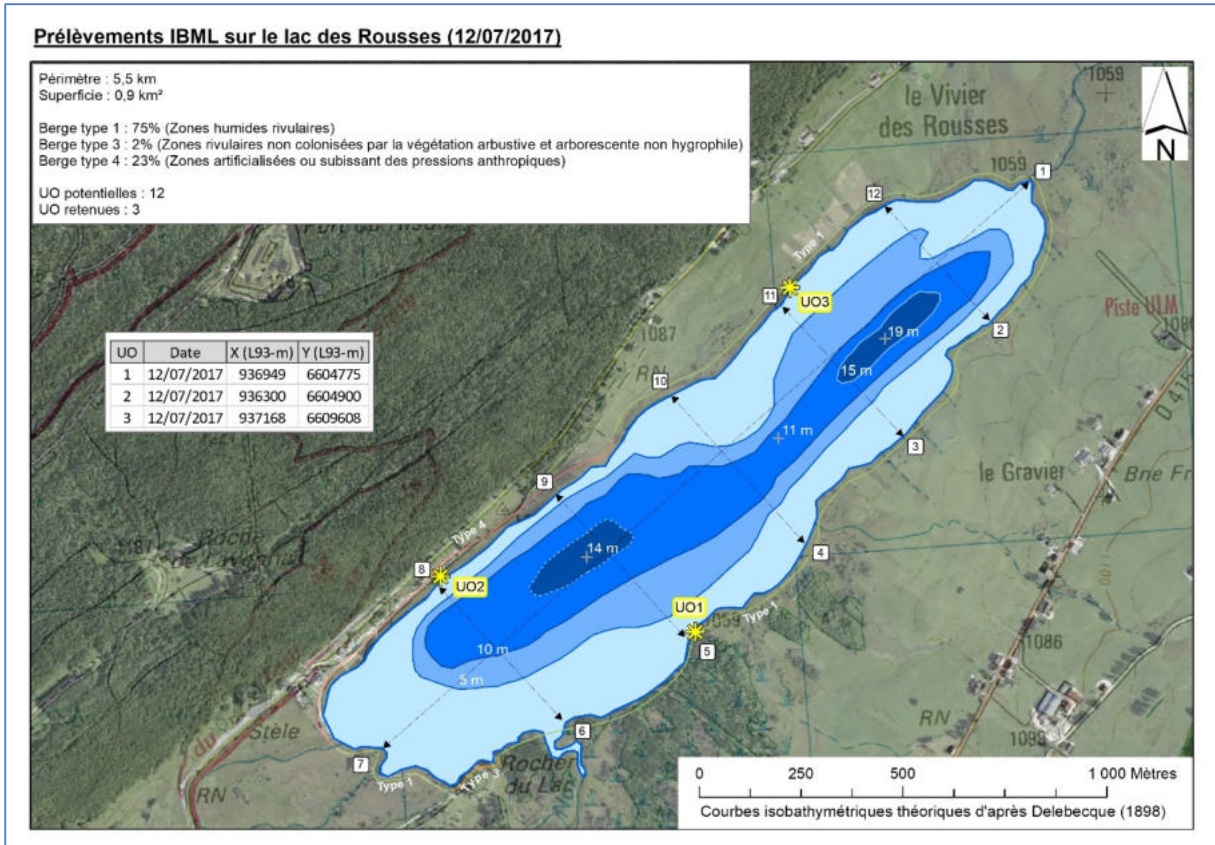 Prélèvements IBML sur le lac des Rousses (12/07/2017)
Périmètre : 5,5 km
Superficie : 0,9 km²
Berge type 1 : 75% (Zones humides rivulaires)
Berge type 3 : 2% (Zones rivulaires non colonisées par la végétation arbustive et arborescente non hygrophile)
Berge type 4 : 23% (Zones artificialisées ou subissant des pressions anthropiques)
UO potentielles : 12
UO retenues : 3
N
1059
le Vivier
des Rousses
1059
1
12
Type 1
11
UO3
1087
RN
10
19 m
15 m
2
Piste ULM
UO Date X (L93-m) Y (L93-m)
1 12/07/2017 936949 6604775
2 12/07/2017 936300 6604900
3 12/07/2017 937168 6609608
11 m
3
le Gravier
9
Type 4
14 m
4
8
UO2
UO1
1059
Type 1
5
10 m
5 m
1086
6
Stèle
7
RN
Type 1
Type 3
Rocher
du Lac
RN
1099
0 250 500 1 000 Mètres
Courbes isobathymétriques théoriques d'après Delebecque (1898)